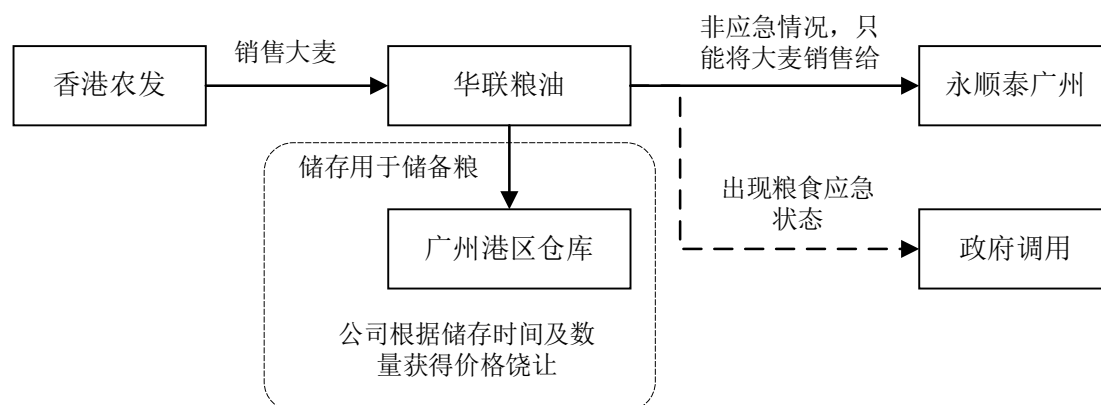 销售大麦
非应急情况，只
能将大麦销售给
香港农发
华联粮油
永顺泰广州
储存用于储备粮
出现粮食应急
状态
广州港区仓库
政府调用
公司根据储存时间及数
量获得价格饶让